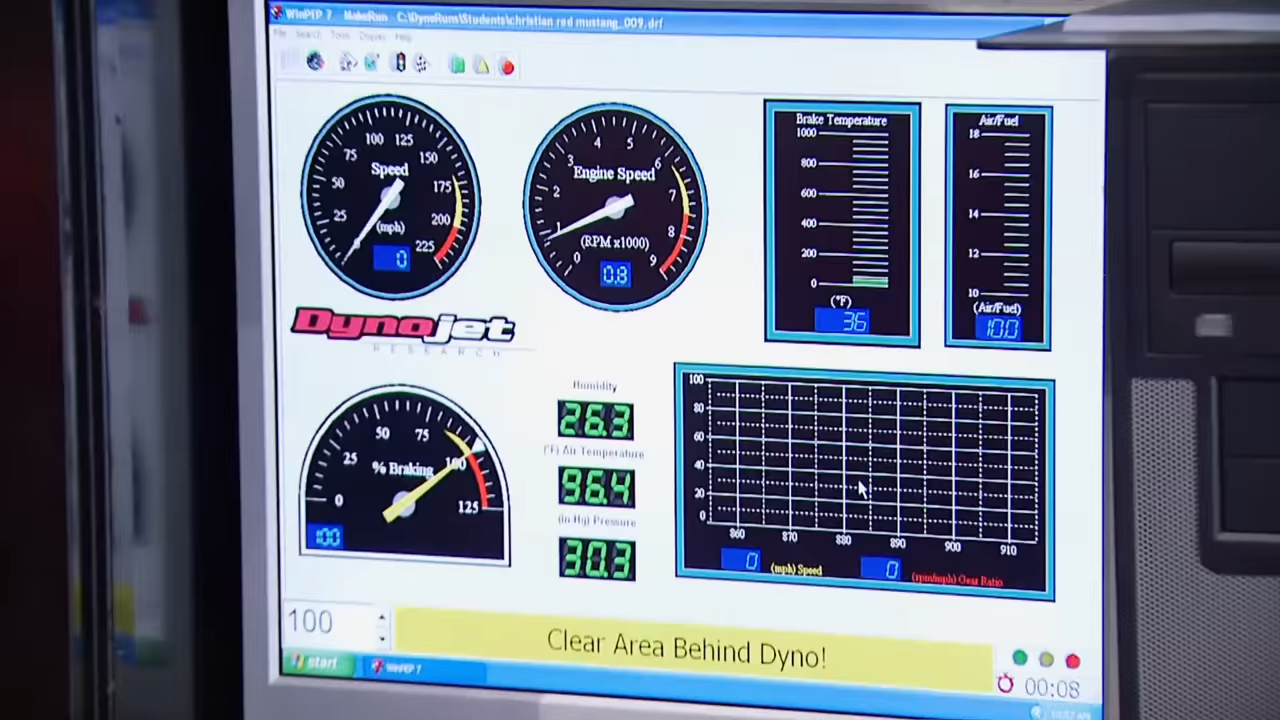 WinPEP 7 MakeRun C:\DynoRuns\Students\christian red mustang_009.drf
File Search Tools Display Help
25 50 75 100 125 150 175 200 225
Speed
(mph)
0
0 1 2 3 4 5 6 7 8 9
Engine Speed
(RPM x1000)
0.8
Brake Temperature
1000
800
600
400
200
0
(°F)
36
Air/Fuel
18
16
14
12
10
(Air/Fuel)
10.0
Dynojet
RESEARCH
0 25 50 75 100 125
% Braking
100
Humidity
26.3
(°F) Air Temperature
96.4
(in-Hg) Pressure
30.3
100
80
60
40
20
0
860 870 880 890 900 910
0 (mph) Speed 0 (rpm/mph) Gear Ratio
100
Clear Area Behind Dyno!
00:08
start WinPEP 7